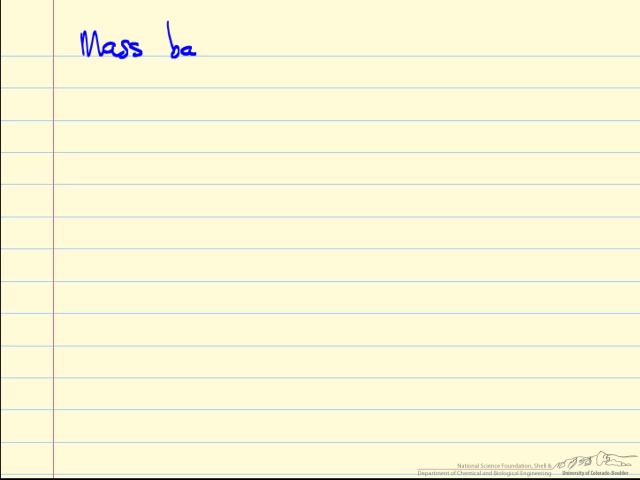 Mass ba
National Science Foundation, Shell &
Department of Chemical and Biological Engineering
University of Colorado-Boulder